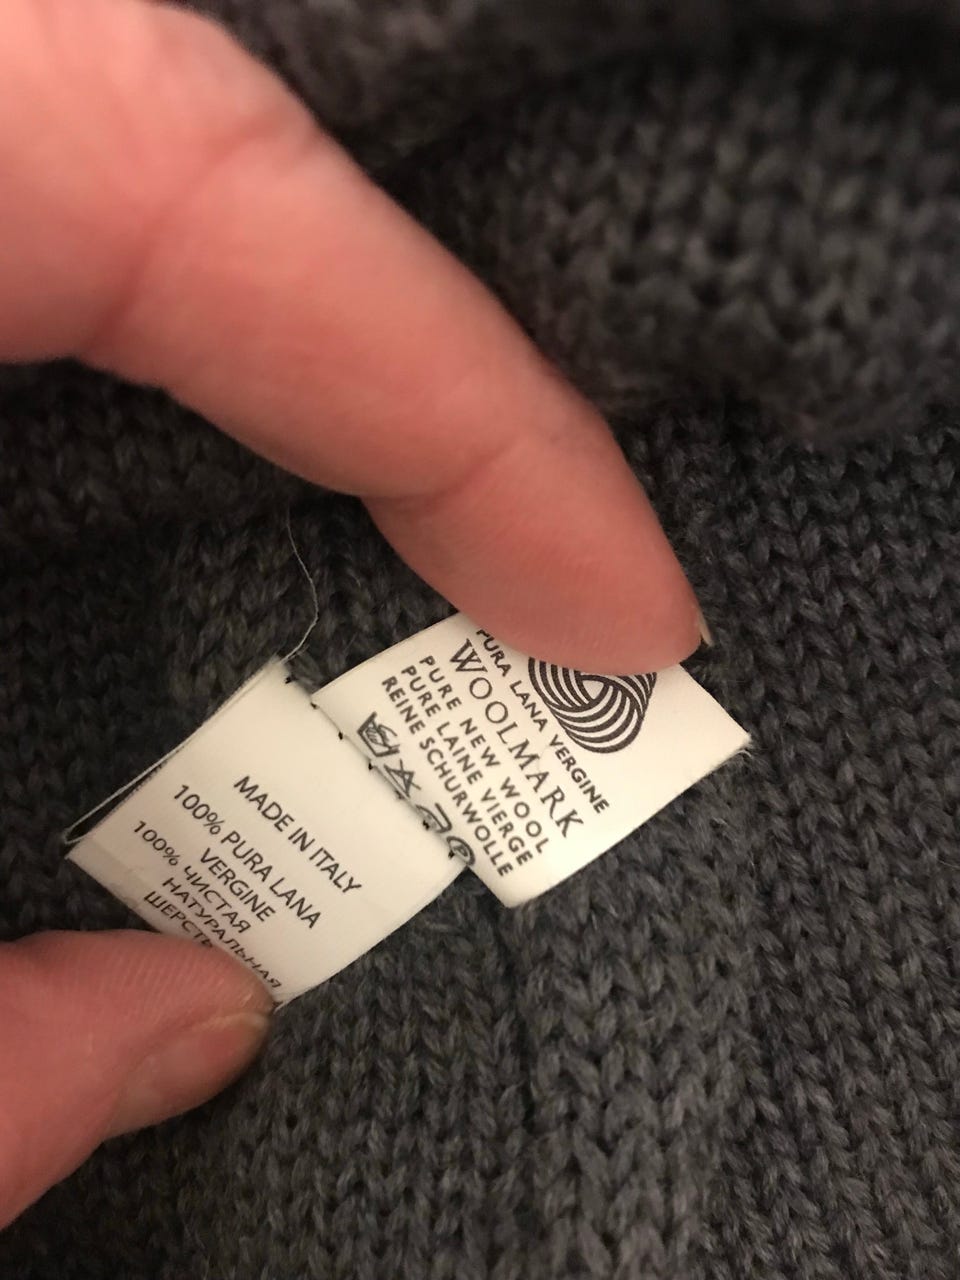 PURA LANA VERGINE
WOOLMARK
PURE NEW WOOL
PURE LAINE VIERGE
REINE SCHURWOLLE
P
MADE IN ITALY
100% PURA LANA
VERGINE
100% ЧИСТАЯ
НАТУРАЛЬНАЯ
ШЕРСТЬ